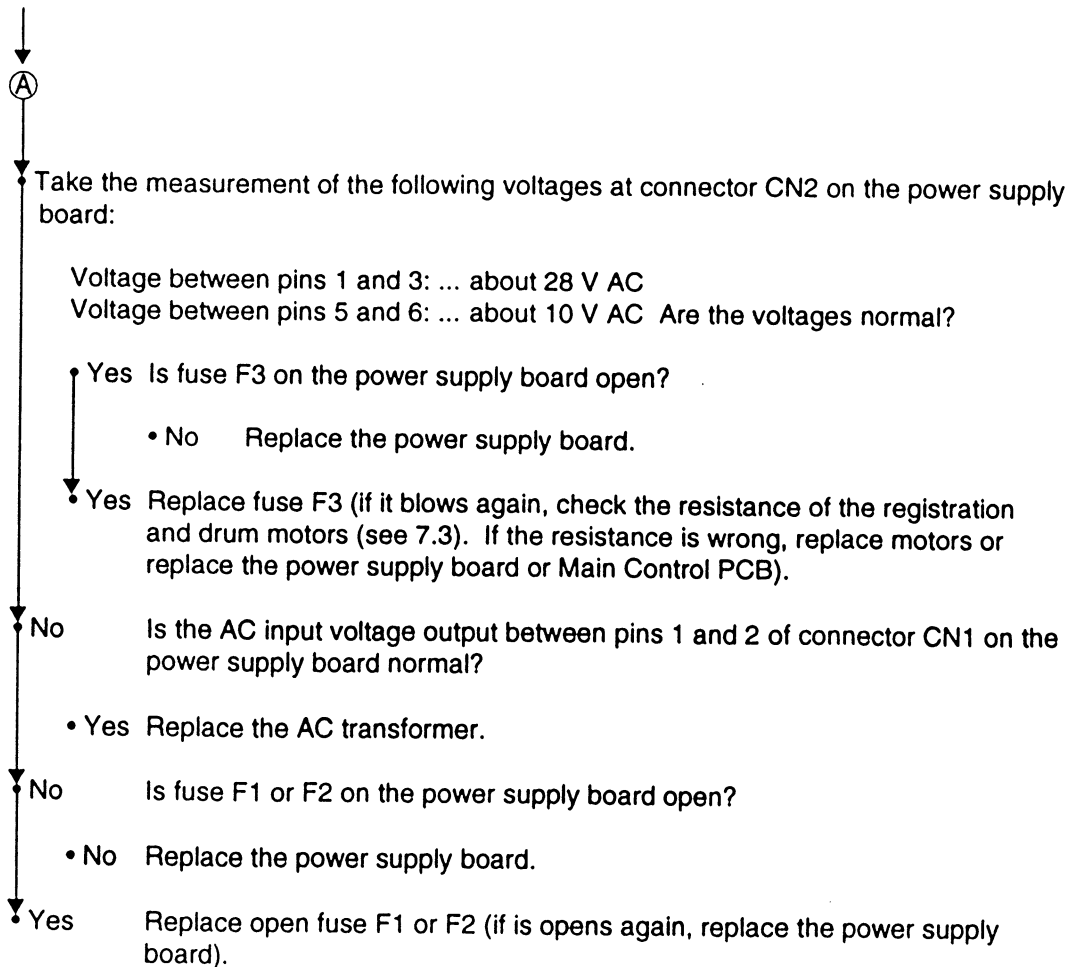 A
• Take the measurement of the following voltages at connector CN2 on the power supply
board:
Voltage between pins 1 and 3: ... about 28 V AC
Voltage between pins 5 and 6: ... about 10 V AC Are the voltages normal?
• Yes Is fuse F3 on the power supply board open?
• No Replace the power supply board.
• Yes Replace fuse F3 (if it blows again, check the resistance of the registration
and drum motors (see 7.3). If the resistance is wrong, replace motors or
replace the power supply board or Main Control PCB).
• No Is the AC input voltage output between pins 1 and 2 of connector CN1 on the
power supply board normal?
• Yes Replace the AC transformer.
• No Is fuse F1 or F2 on the power supply board open?
• No Replace the power supply board.
• Yes Replace open fuse F1 or F2 (if is opens again, replace the power supply
board).